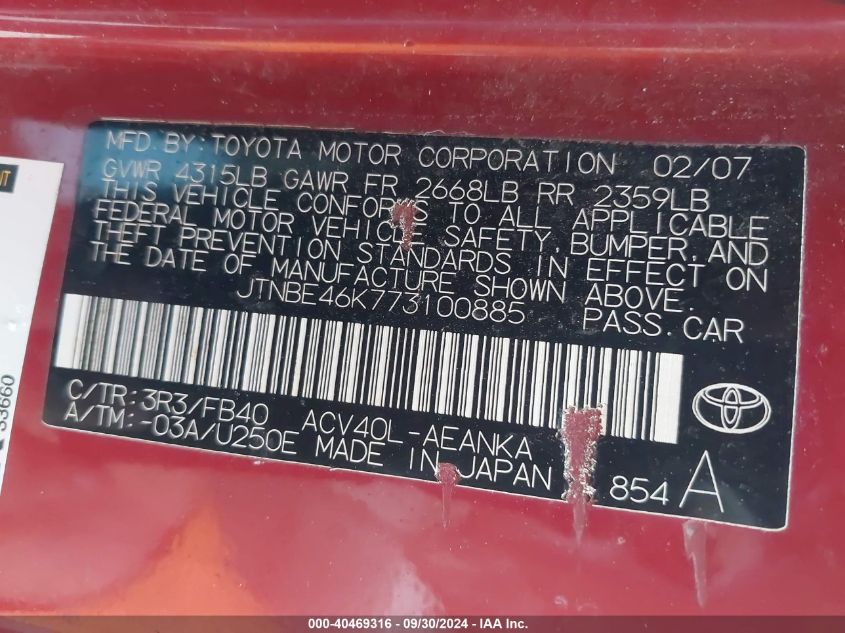 MFD.BY:TOYOTA MOTOR CORPORATION 02/07
GVWR 4315LB GAWR FR 2668LB RR 2359LB
THIS VEHICLE CONFORMS TO ALL APPLICABLE
FEDERAL MOTOR VEHICLE SAFETY, BUMPER, AND
THEFT PREVENTION STANDARDS IN EFFECT ON
THE DATE OF MANUFACTURE SHOWN ABOVE.
JTNBE46K773100885 PASS.CAR
C/TR:3R3/FB40 ACV40L-AEANKA
A/TM:-03A/U250E MADE IN JAPAN
854 A
33660
000-40469316 - 09/30/2024 - IAA Inc.